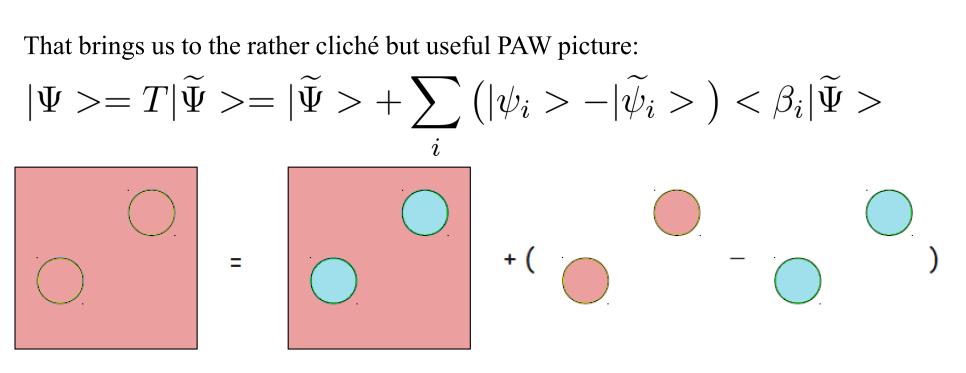 That brings us to the rather cliché but useful PAW picture:
|Ψ >= T|Ψ̃ >= |Ψ̃ > + ∑ᵢ (|ψᵢ > −|ψ̃ᵢ > ) < βᵢ|Ψ̃ >
= + ( − )